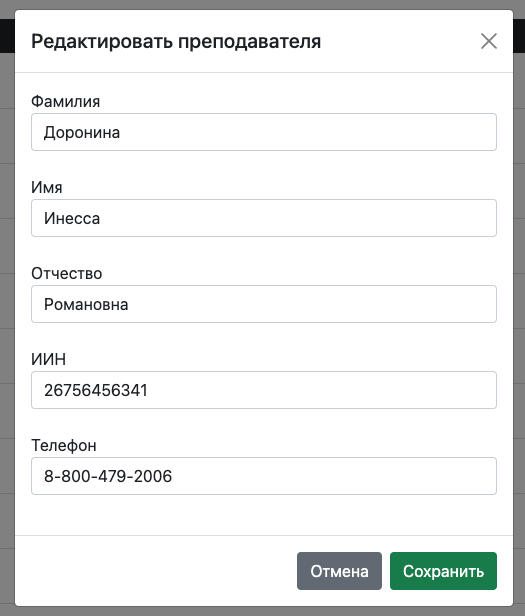 Редактировать преподавателя
Фамилия
Доронина
Имя
Инесса
Отчество
Романовна
ИИН
26756456341
Телефон
8-800-479-2006
Отмена
Сохранить